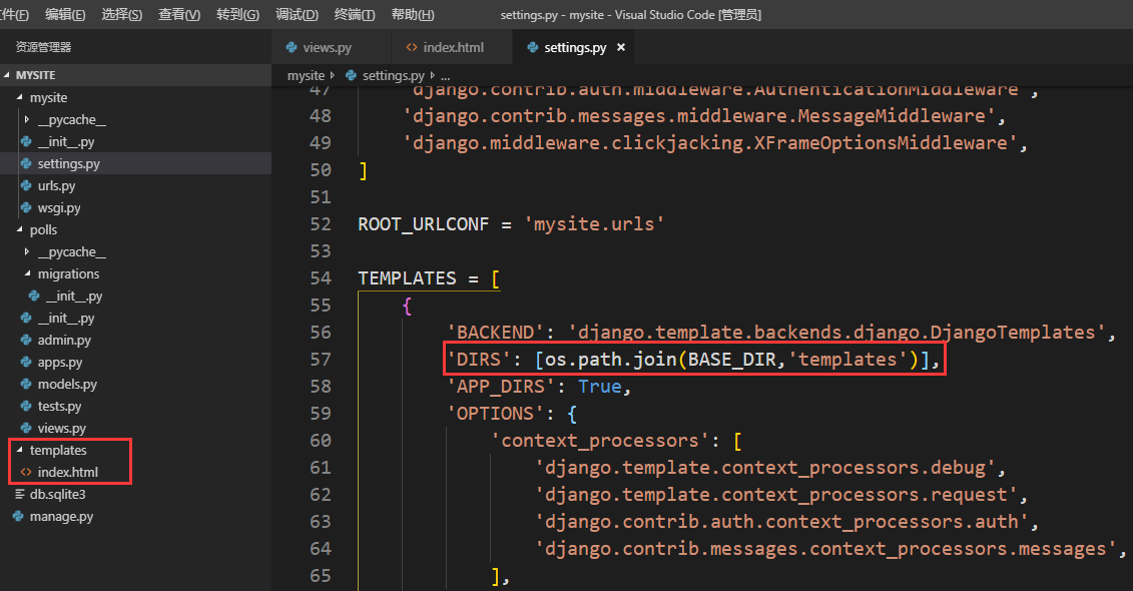 件(F) 编辑(E) 选择(S) 查看(V) 转到(G) 调试(D) 终端(T) 帮助(H) settings.py - mysite - Visual Studio Code [管理员]
资源管理器
views.py index.html settings.py ×
MYSITE
mysite settings.py ...
mysite
__pycache__
__init__.py
settings.py
urls.py
wsgi.py
polls
__pycache__
migrations
__init__.py
__init__.py
admin.py
apps.py
models.py
tests.py
views.py
templates
index.html
db.sqlite3
manage.py
47 'django.contrib.auth.middleware.AuthenticationMiddleware',
48 'django.contrib.messages.middleware.MessageMiddleware',
49 'django.middleware.clickjacking.XFrameOptionsMiddleware',
50 ]
51
52 ROOT_URLCONF = 'mysite.urls'
53
54 TEMPLATES = [
55 {
56 'BACKEND': 'django.template.backends.django.DjangoTemplates',
57 'DIRS': [os.path.join(BASE_DIR,'templates')],
58 'APP_DIRS': True,
59 'OPTIONS': {
60 'context_processors': [
61 'django.template.context_processors.debug',
62 'django.template.context_processors.request',
63 'django.contrib.auth.context_processors.auth',
64 'django.contrib.messages.context_processors.messages',
65 ],